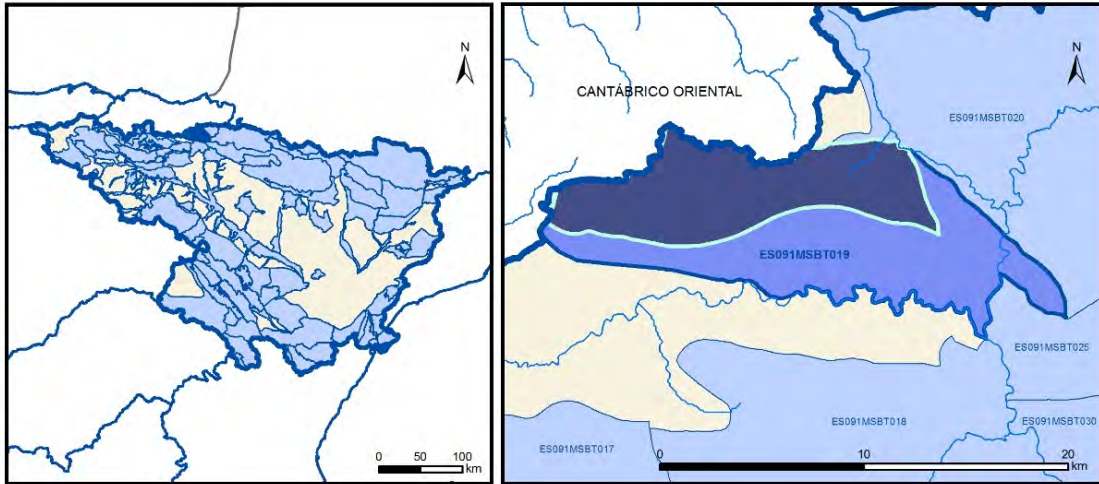 N
0 50 100
km
N
CANTÁBRICO ORIENTAL
ES091MSBT020
ES091MSBT019
ES091MSBT025
ES091MSBT018
ES091MSBT030
ES091MSBT017
0 10 20
km